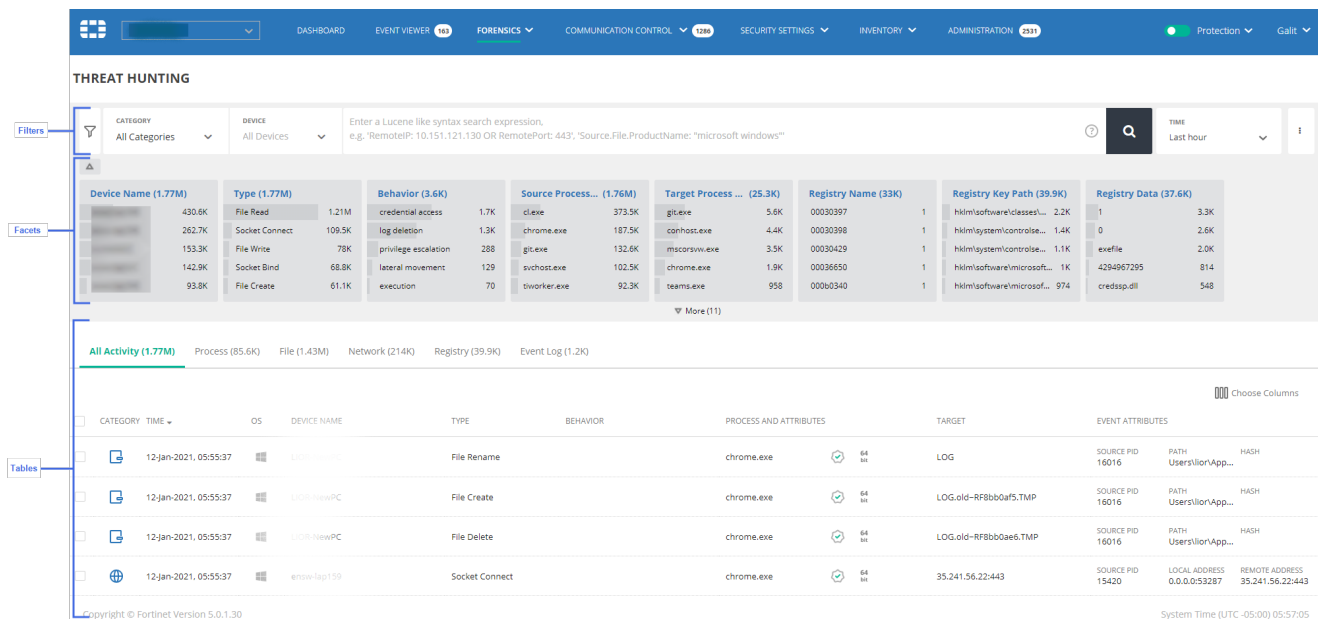 DASHBOARD EVENT VIEWER 163 FORENSICS COMMUNICATION CONTROL 1286 SECURITY SETTINGS INVENTORY ADMINISTRATION 2531 Protection Galit
THREAT HUNTING
Filters
CATEGORY
All Categories
DEVICE
All Devices
Enter a Lucene like syntax search expression,
e.g. 'RemoteIP: 10.151.121.130 OR RemotePort: 443', 'Source.File.ProductName: "microsoft windows"'
?
TIME
Last hour
Facets
Device Name (1.77M) Type (1.77M) Behavior (3.6K) Source Process... (1.76M) Target Process ... (25.3K) Registry Name (33K) Registry Key Path (39.9K) Registry Data (37.6K)
430.6K File Read 1.21M credential access 1.7K cl.exe 373.5K git.exe 5.6K 00030397 1 hklm\software\classes\... 2.2K 1 3.3K
262.7K Socket Connect 109.5K log deletion 1.3K chrome.exe 187.5K conhost.exe 4.4K 00030398 1 hklm\system\controlse... 1.4K 0 2.6K
153.3K File Write 78K privilege escalation 288 git.exe 132.6K mscorsvw.exe 3.5K 00030429 1 hklm\system\controlse... 1.1K exefile 2.0K
142.9K Socket Bind 68.8K lateral movement 129 svchost.exe 102.5K chrome.exe 1.9K 00036650 1 hklm\software\microsoft... 1K 4294967295 814
93.8K File Create 61.1K execution 70 tiworker.exe 92.3K teams.exe 958 000b0340 1 hklm\software\microsof... 974 credssp.dll 548
More (11)
Tables
All Activity (1.77M) Process (85.6K) File (1.43M) Network (214K) Registry (39.9K) Event Log (1.2K)
Choose Columns
CATEGORY TIME OS DEVICE NAME TYPE BEHAVIOR PROCESS AND ATTRIBUTES TARGET EVENT ATTRIBUTES
12-Jan-2021, 05:55:37 File Rename chrome.exe 64 bit LOG SOURCE PID 16016 PATH Users\lior\App... HASH
12-Jan-2021, 05:55:37 LIOR-NewPC File Create chrome.exe 64 bit LOG.old~RF8bb0af5.TMP SOURCE PID 16016 PATH Users\lior\App... HASH
12-Jan-2021, 05:55:37 LIOR-NewPC File Delete chrome.exe 64 bit LOG.old~RF8bb0ae6.TMP SOURCE PID 16016 PATH Users\lior\App... HASH
12-Jan-2021, 05:55:37 ensw-lap159 Socket Connect chrome.exe 64 bit 35.241.56.22:443 SOURCE PID 15420 LOCAL ADDRESS 0.0.0.0:53287 REMOTE ADDRESS 35.241.56.22:443
Copyright © Fortinet Version 5.0.1.30 System Time (UTC -05:00) 05:57:05